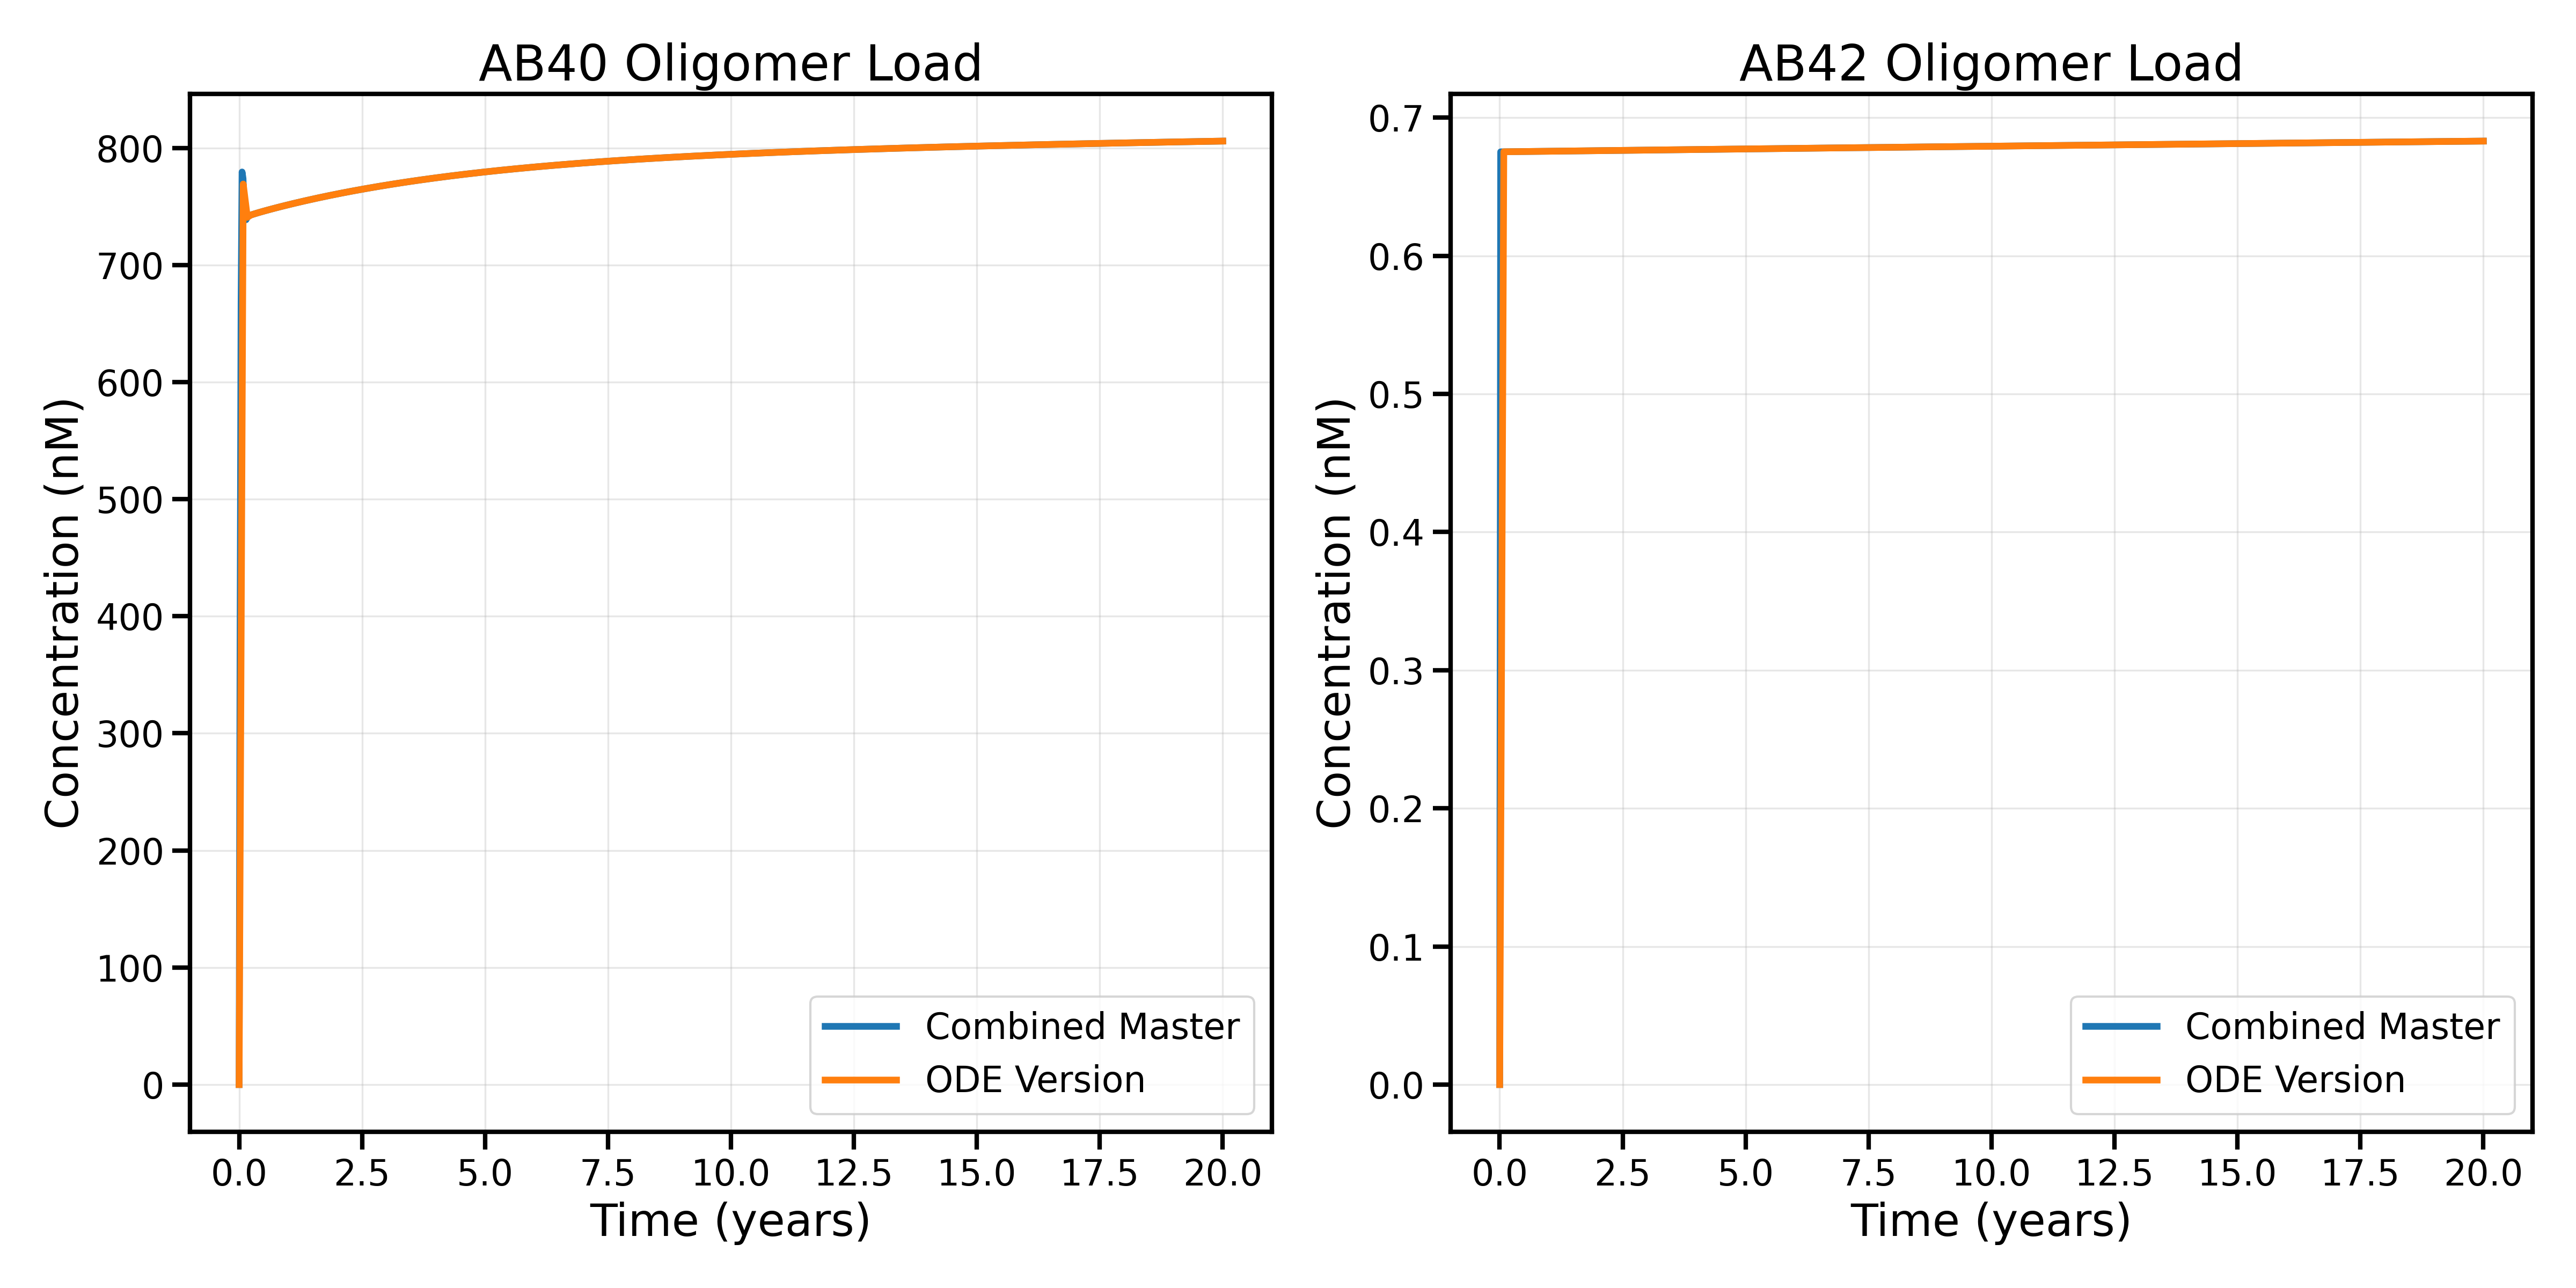 AB40 Oligomer Load
Concentration (nM)
800
700
600
500
400
300
200
100
0
0.0 2.5 5.0 7.5 10.0 12.5 15.0 17.5 20.0
Time (years)
Combined Master
ODE Version
AB42 Oligomer Load
Concentration (nM)
0.7
0.6
0.5
0.4
0.3
0.2
0.1
0.0
0.0 2.5 5.0 7.5 10.0 12.5 15.0 17.5 20.0
Time (years)
Combined Master
ODE Version